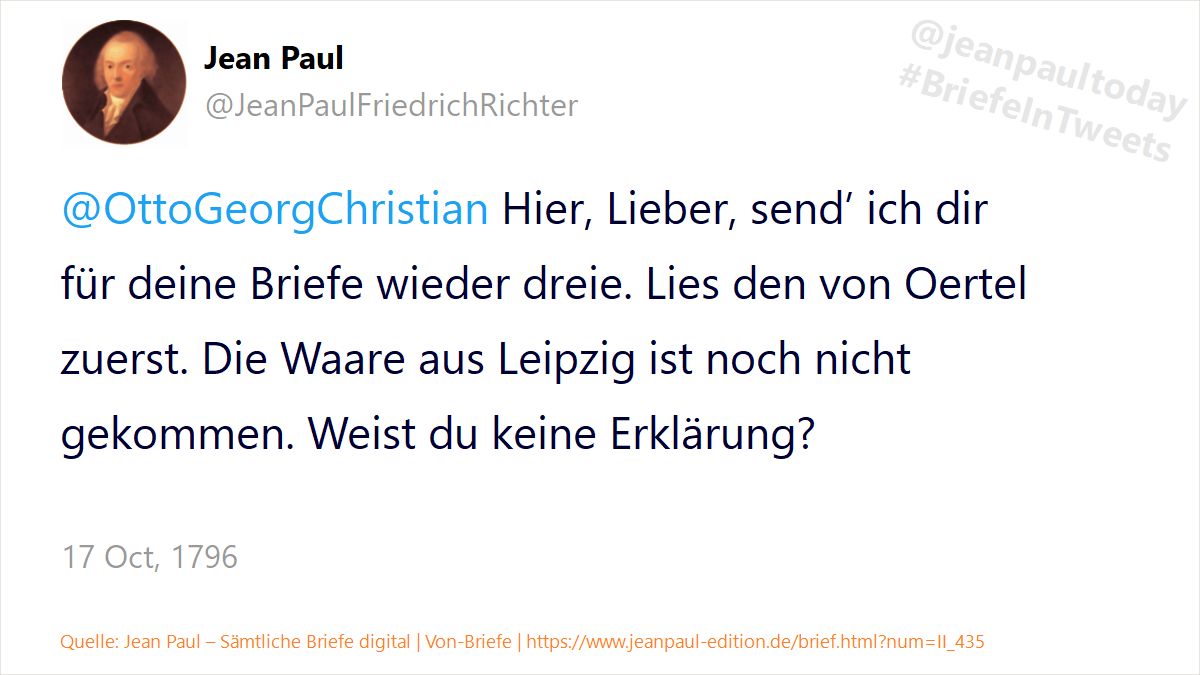 Jean Paul
@JeanPaulFriedrichRichter
@jeanpaultoday
#BriefeInTweets
@OttoGeorgChristian Hier, Lieber, send’ ich dir
für deine Briefe wieder dreie. Lies den von Oertel
zuerst. Die Waare aus Leipzig ist noch nicht
gekommen. Weist du keine Erklärung?
17 Oct, 1796
Quelle: Jean Paul – Sämtliche Briefe digital | Von-Briefe | https://www.jeanpaul-edition.de/brief.html?num=II_435